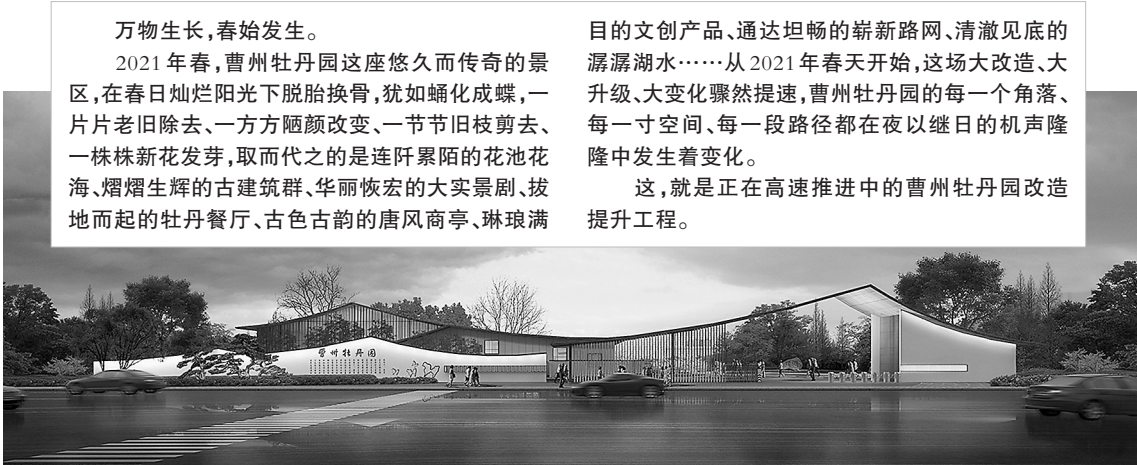 万物生长,春始发生。
2021年春,曹州牡丹园这座悠久而传奇的景
区,在春日灿烂阳光下脱胎换骨,犹如蛹化成蝶,一
片片老旧除去、一方方陋颜改变、一节节旧枝剪去、
一株株新花发芽,取而代之的是连阡累陌的花池花
海、熠熠生辉的古建筑群、华丽恢宏的大实景剧、拔
地而起的牡丹餐厅、古色古韵的唐风商亭、琳琅满
目的文创产品、通达坦畅的崭新路网、清澈见底的
潺潺湖水……从2021年春天开始,这场大改造、大
升级、大变化骤然提速,曹州牡丹园的每一个角落、
每一寸空间、每一段路径都在夜以继日的机声隆
隆中发生着变化。
这,就是正在高速推进中的曹州牡丹园改造
提升工程。
曹州牡丹园